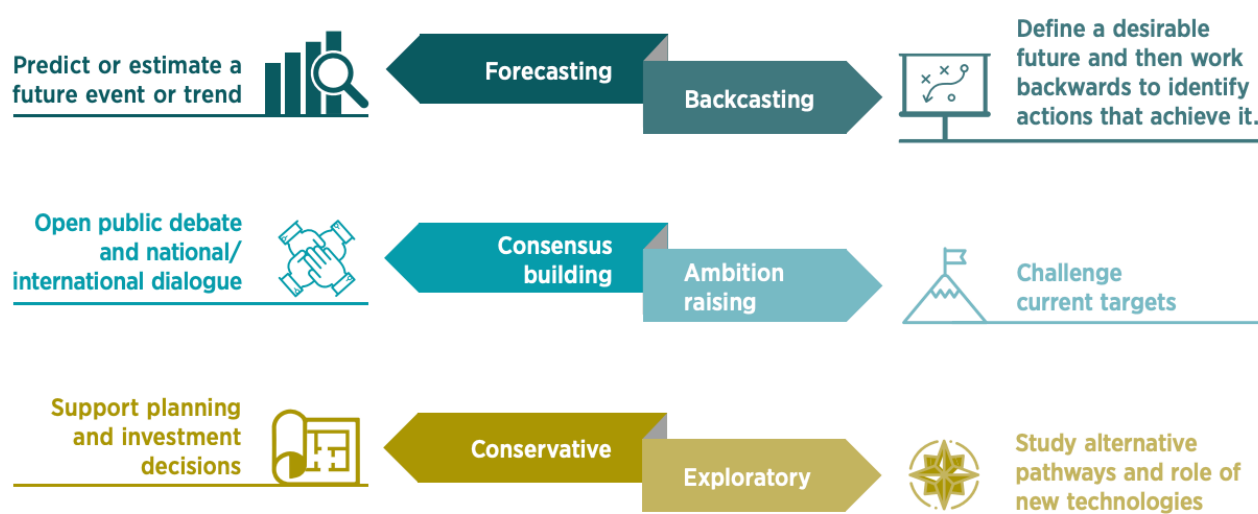 Predict or estimate a
future event or trend
Forecasting
Backcasting
Define a desirable
future and then work
backwards to identify
actions that achieve it.
Open public debate
and national/
international dialogue
Consensus
building
Ambition
raising
Challenge
current targets
Support planning
and investment
decisions
Conservative
Exploratory
Study alternative
pathways and role of
new technologies